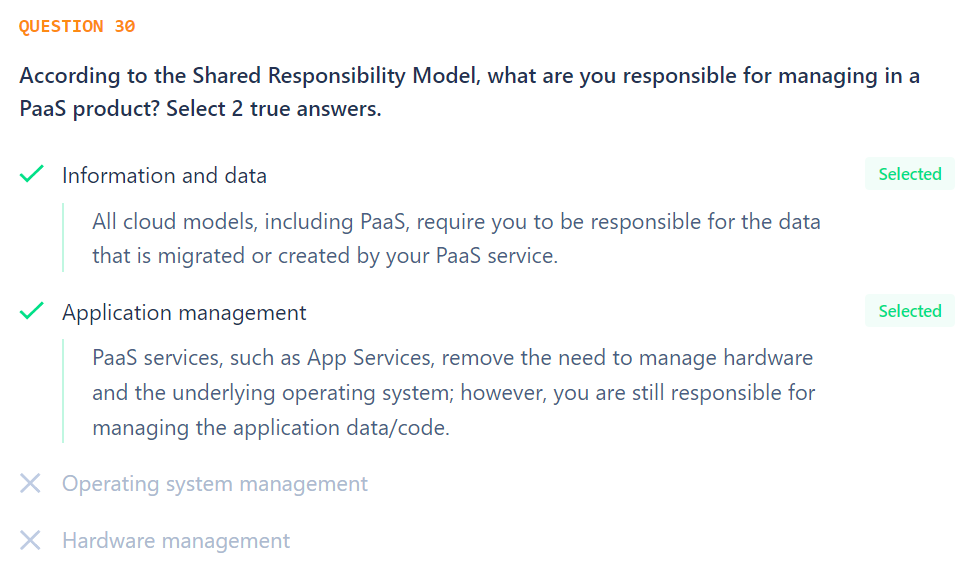 QUESTION 30
According to the Shared Responsibility Model, what are you responsible for managing in a
PaaS product? Select 2 true answers.
Information and data
Selected
All cloud models, including PaaS, require you to be responsible for the data
that is migrated or created by your PaaS service.
Application management
Selected
PaaS services, such as App Services, remove the need to manage hardware
and the underlying operating system; however, you are still responsible for
managing the application data/code.
Operating system management
Hardware management